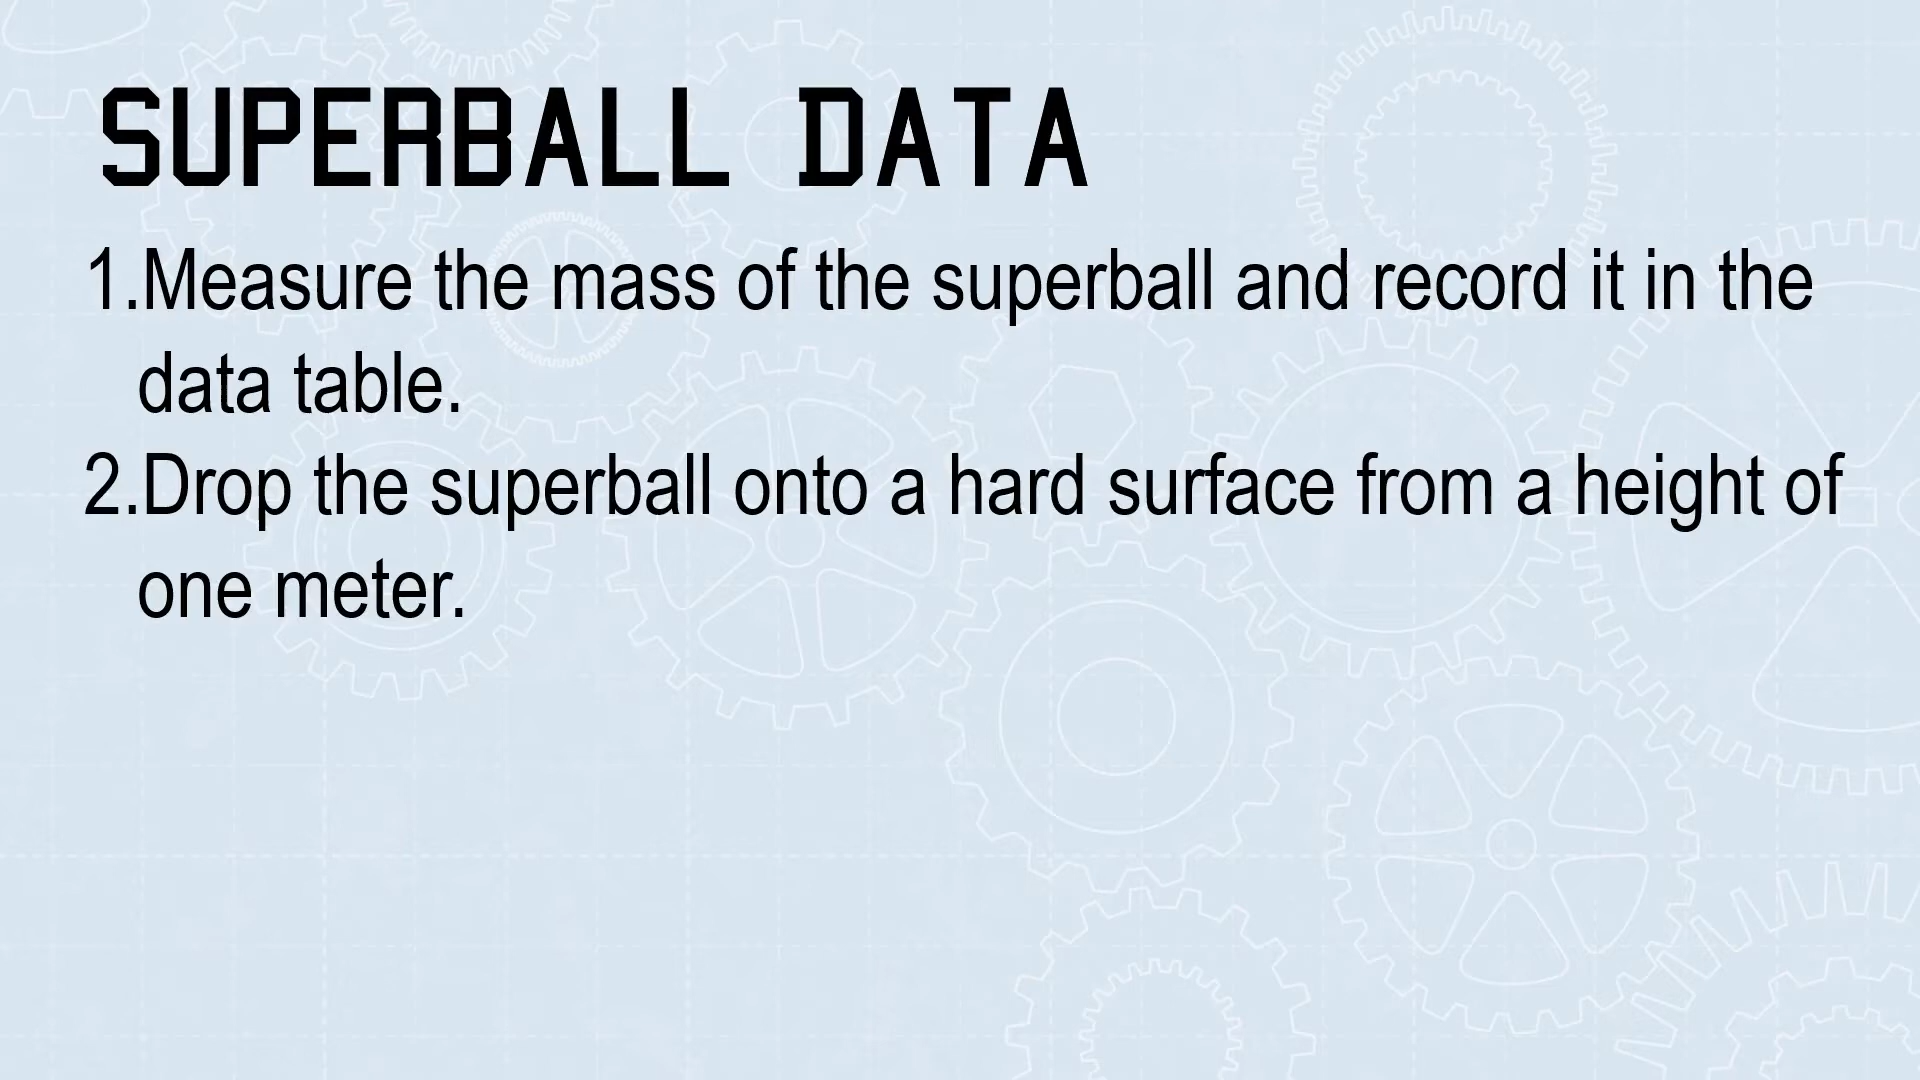 SUPERBALL DATA
1.Measure the mass of the superball and record it in the
data table.
2.Drop the superball onto a hard surface from a height of
one meter.